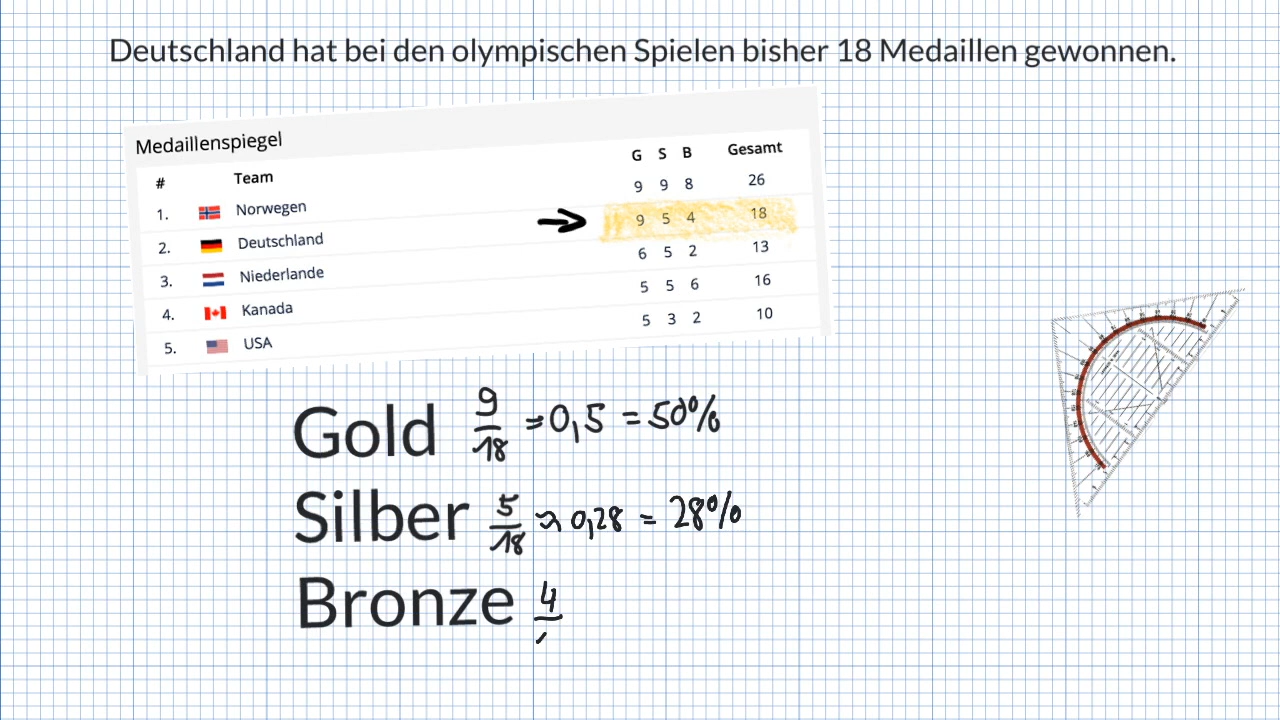 Deutschland hat bei den olympischen Spielen bisher 18 Medaillen gewonnen.
Medaillenspiegel
# Team G S B Gesamt
1. Norwegen 9 9 8 26
2. Deutschland 9 5 4 18
3. Niederlande 6 5 2 13
4. Kanada 5 5 6 16
5. USA 5 3 2 10
Gold 9/18 = 0,5 = 50%
Silber 5/18 ≈ 0,28 = 28%
Bronze 4/